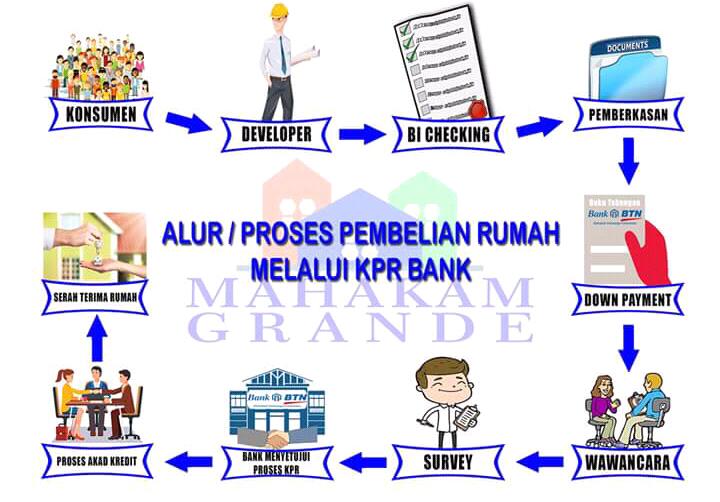 KONSUMEN
DEVELOPER
BI CHECKING
DOCUMENTS
PEMBERKASAN
ALUR / PROSES PEMBELIAN RUMAH
MELALUI KPR BANK
MAHAKAM
GRANDE
Buku Tabungan
Bank BTN
DOWN PAYMENT
WAWANCARA
SURVEY
Bank BTN
BANK MENYETUJUI
PROSES KPR
PROSES AKAD KREDIT
SERAH TERIMA RUMAH